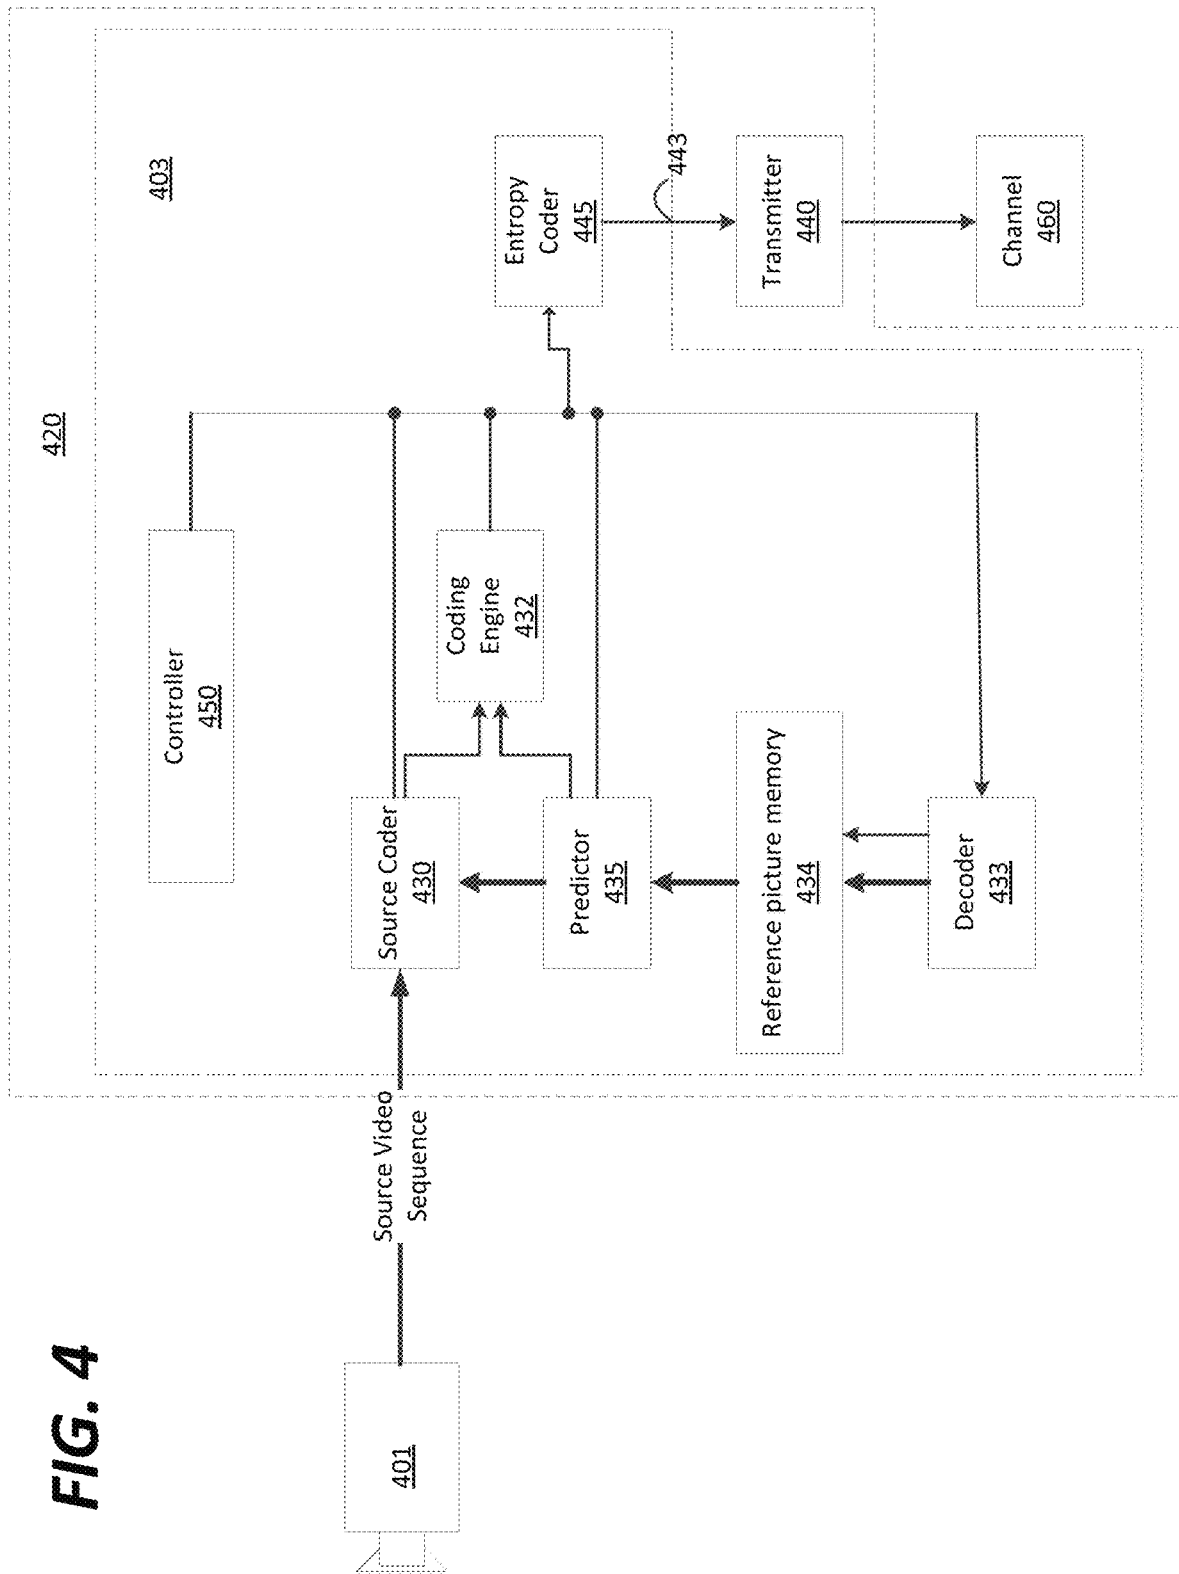 FIG. 4
420
403
401
Source Video
Sequence
Controller
450
Source Coder
430
Coding
Engine
432
Predictor
435
Reference picture memory
434
Decoder
433
Entropy
Coder
445
443
Transmitter
440
Channel
460